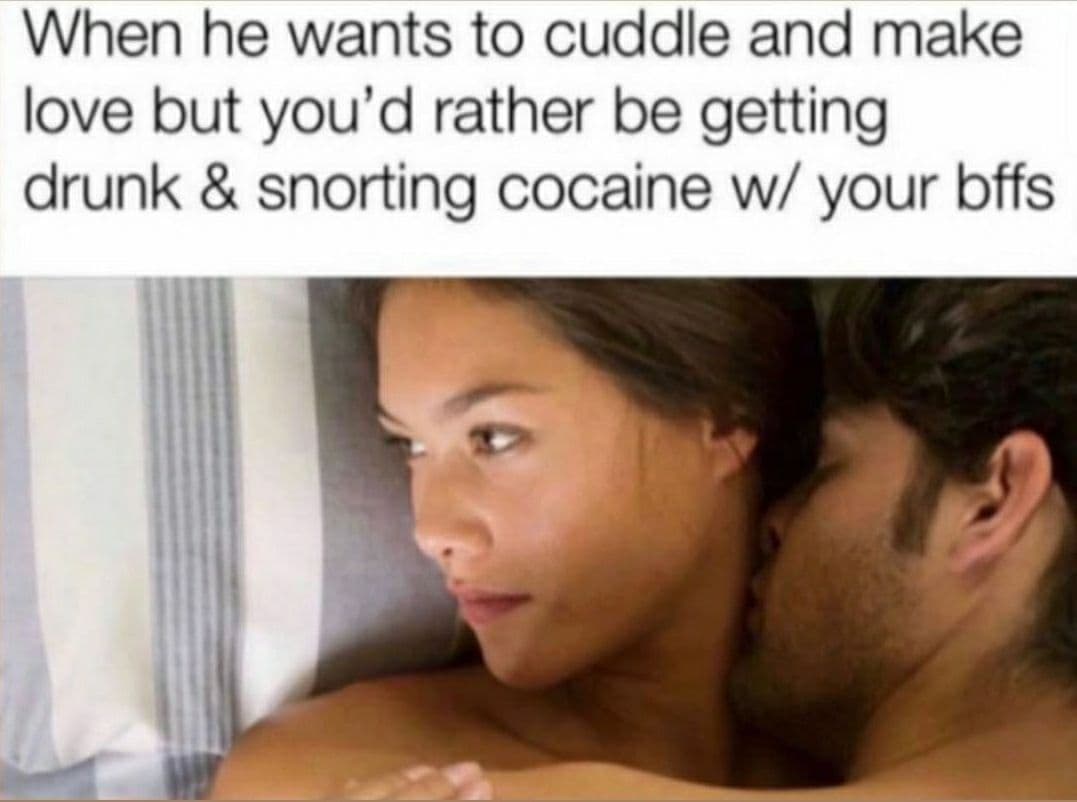 When he wants to cuddle and make
love but you’d rather be getting
drunk & snorting cocaine w/ your bffs